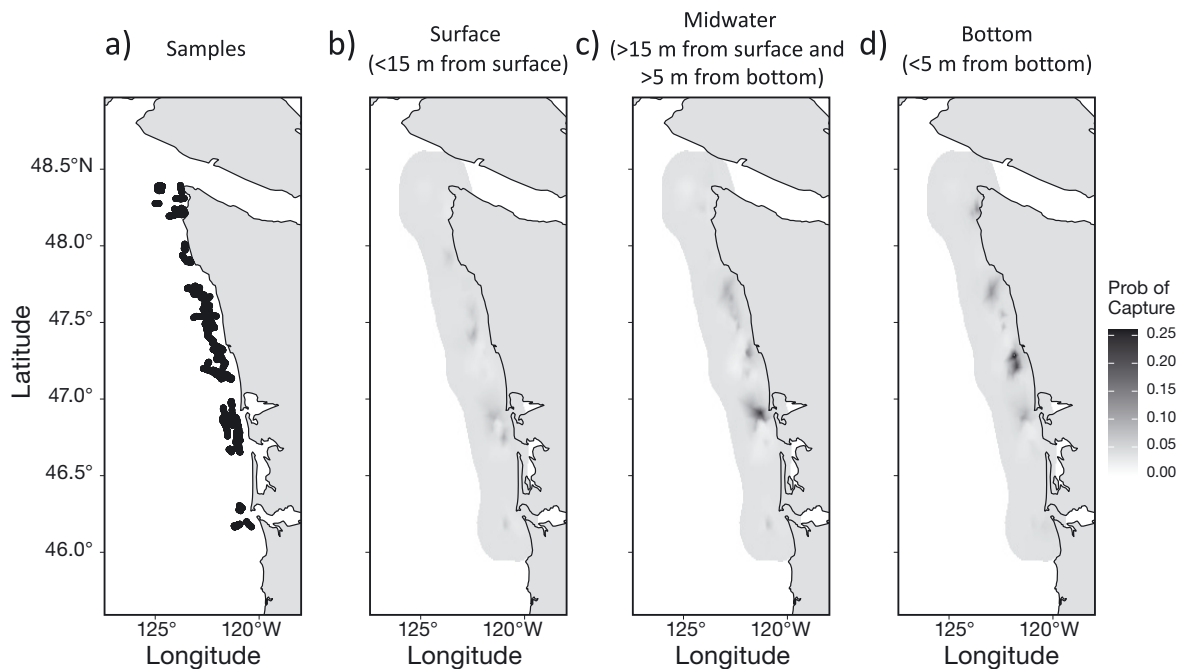 a) Samples
b) Surface
(<15 m from surface)
c) Midwater
(>15 m from surface and
>5 m from bottom)
d) Bottom
(<5 m from bottom)
Latitude
48.5°N
48.0°
47.5°
47.0°
46.5°
46.0°
125° 120°W
Longitude
125° 120°W
Longitude
125° 120°W
Longitude
125° 120°W
Longitude
Prob of
Capture
0.25
0.20
0.15
0.10
0.05
0.00